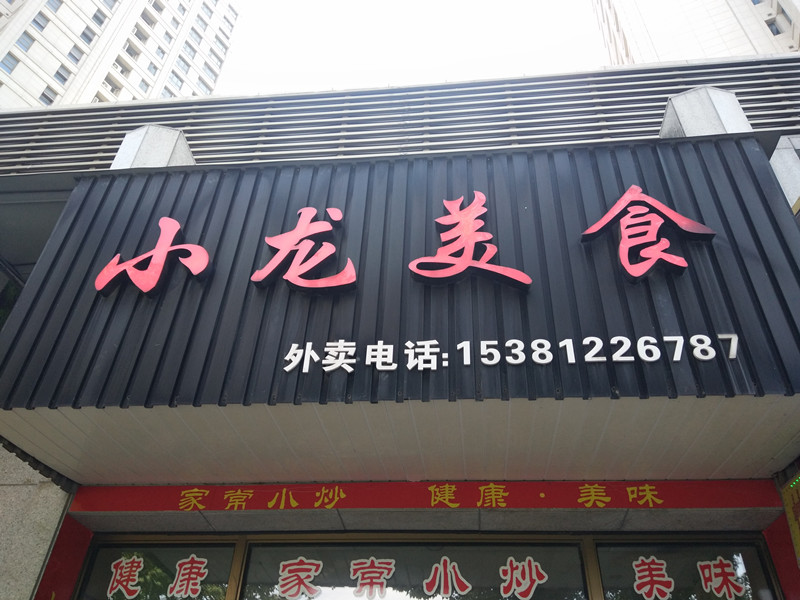 小龙美食
外卖电话:15381226787
家常小炒 健康·美味
健康 家常小炒 美味